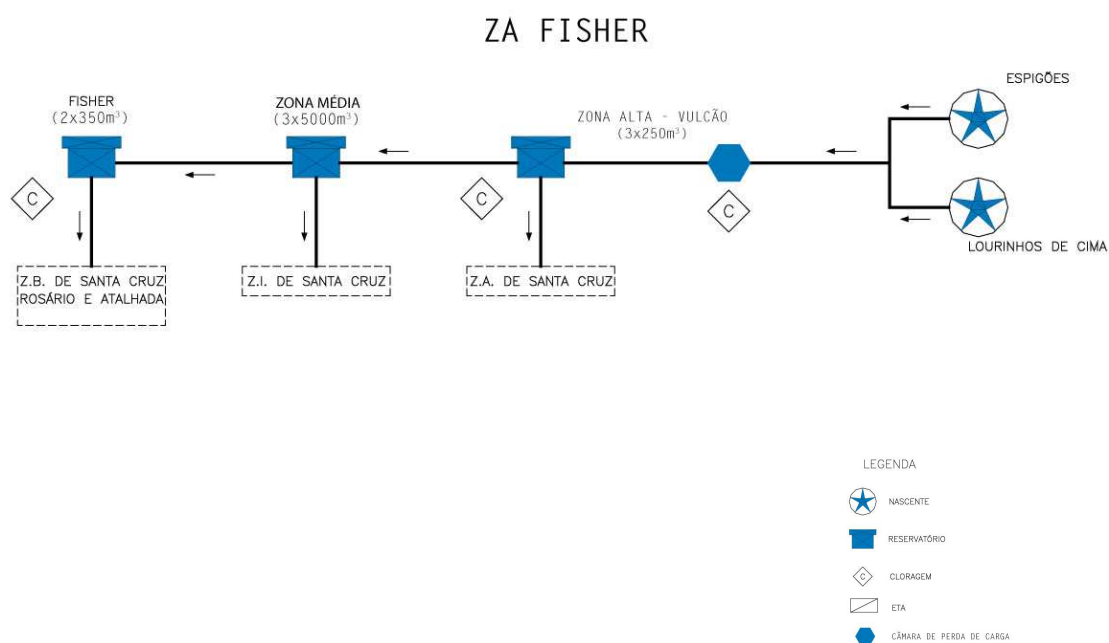 ZA FISHER
ESPIGÕES
FISHER
(2x350m³)
ZONA MÉDIA
(3x5000m³)
ZONA ALTA - VULCÃO
(3x250m³)
C
C
C
LOURINHOS DE CIMA
Z.B. DE SANTA CRUZ
ROSÁRIO E ATALHADA
Z.I. DE SANTA CRUZ
Z.A. DE SANTA CRUZ
LEGENDA
NASCENTE
RESERVATÓRIO
C CLORAGEM
ETA
CÂMARA DE PERDA DE CARGA